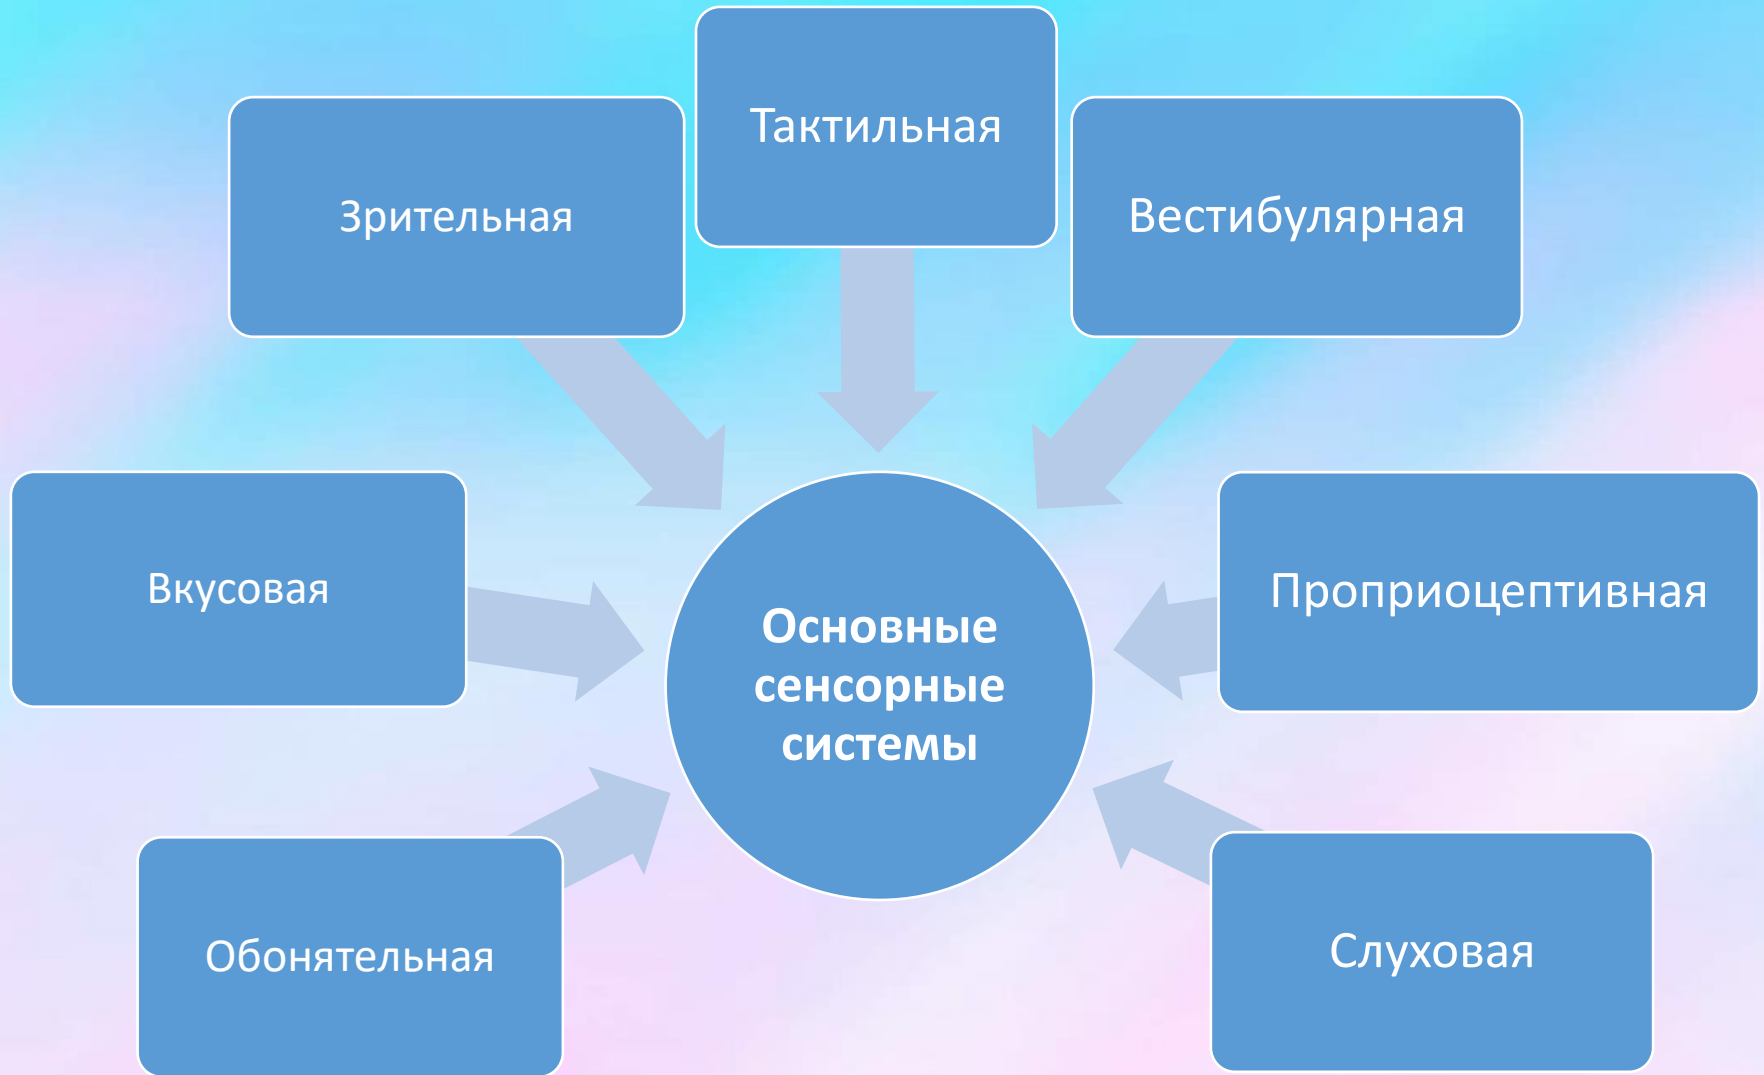 Тактильная
Зрительная
Вестибулярная
Вкусовая
Проприоцептивная
Основные
сенсорные
системы
Обонятельная
Слуховая